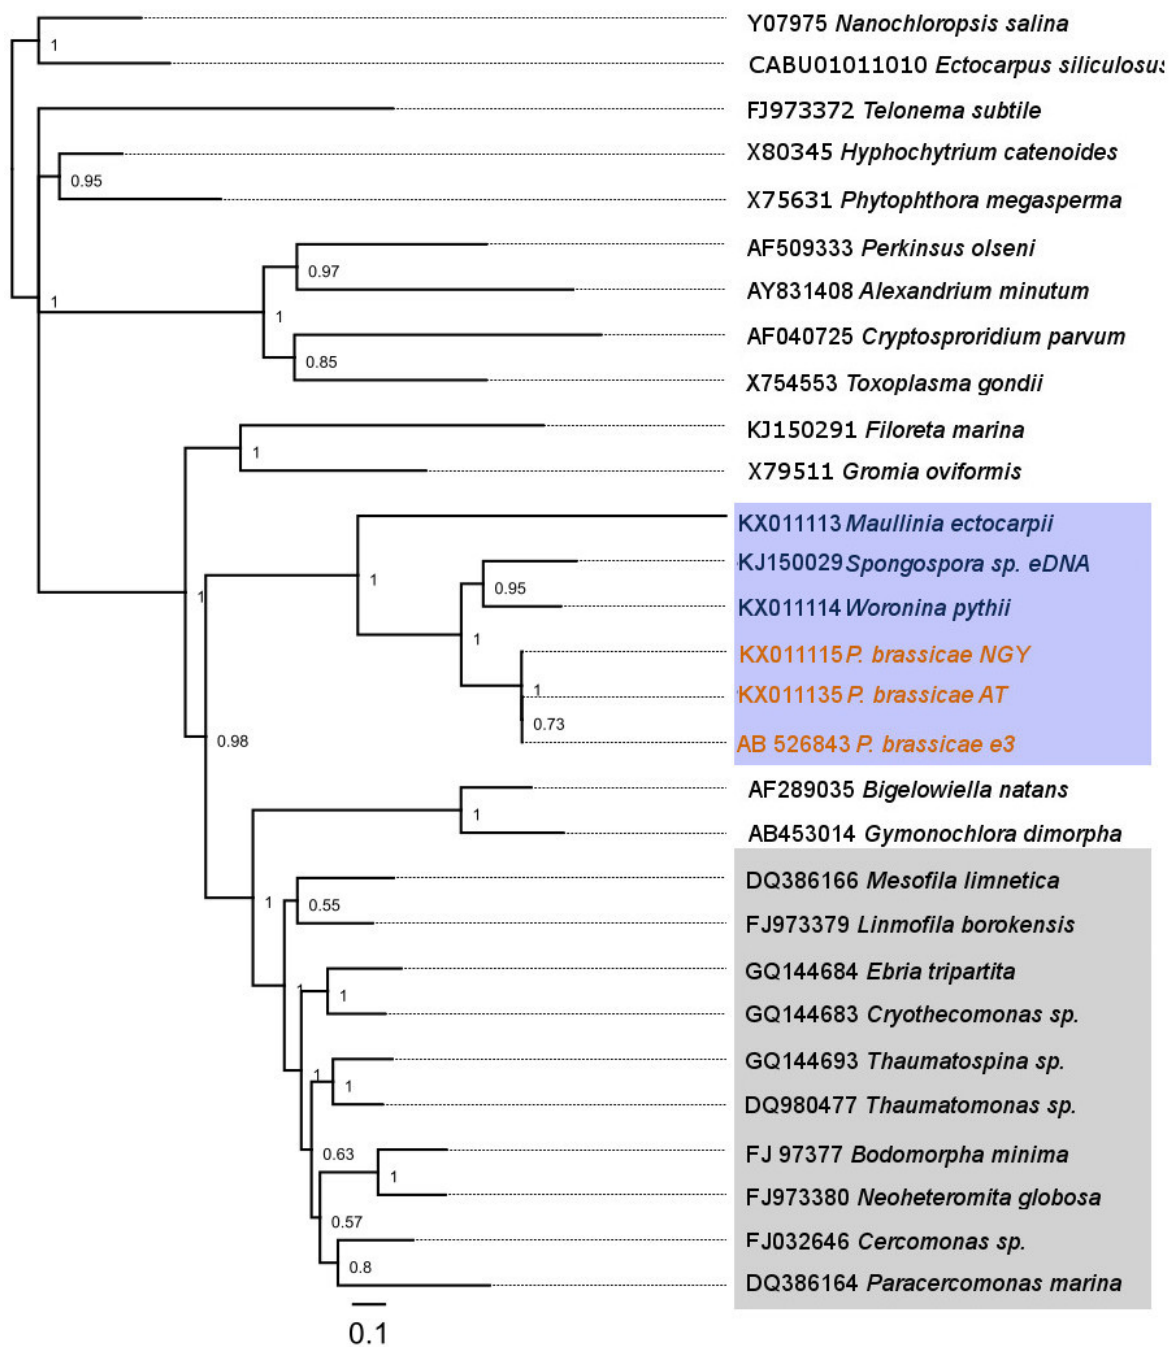 Y07975 Nanochloropsis salina
1
CABU01011010 Ectocarpus siliculosus
FJ973372 Telonema subtile
X80345 Hyphochytrium catenoides
0.95
X75631 Phytophthora megasperma
AF509333 Perkinsus olseni
0.97
AY831408 Alexandrium minutum
1
1
AF040725 Cryptosproridium parvum
0.85
X754553 Toxoplasma gondii
KJ150291 Filoreta marina
1
X79511 Gromia oviformis
KX011113 Maullinia ectocarpii
KJ150029 Spongospora sp. eDNA
1
0.95
1
KX011114 Woronina pythii
1
KX011115 P. brassicae NGY
1
KX011135 P. brassicae AT
0.73
0.98
AB 526843 P. brassicae e3
AF289035 Bigelowiella natans
1
AB453014 Gymonochlora dimorpha
DQ386166 Mesofila limnetica
1
0.55
FJ973379 Linmofila borokensis
GQ144684 Ebria tripartita
1
1
GQ144683 Cryothecomonas sp.
GQ144693 Thaumatospina sp.
1
1
DQ980477 Thaumatomonas sp.
0.63
FJ 97377 Bodomorpha minima
1
FJ973380 Neoheteromita globosa
0.57
FJ032646 Cercomonas sp.
0.8
DQ386164 Paracercomonas marina
0.1